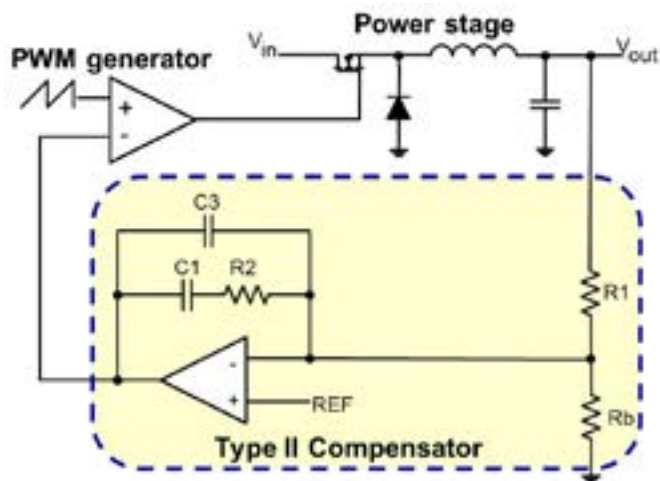 Power stage
Vin
Vout
PWM generator
+
-
C3
C1
R2
R1
-
+
REF
Rb
Type II Compensator